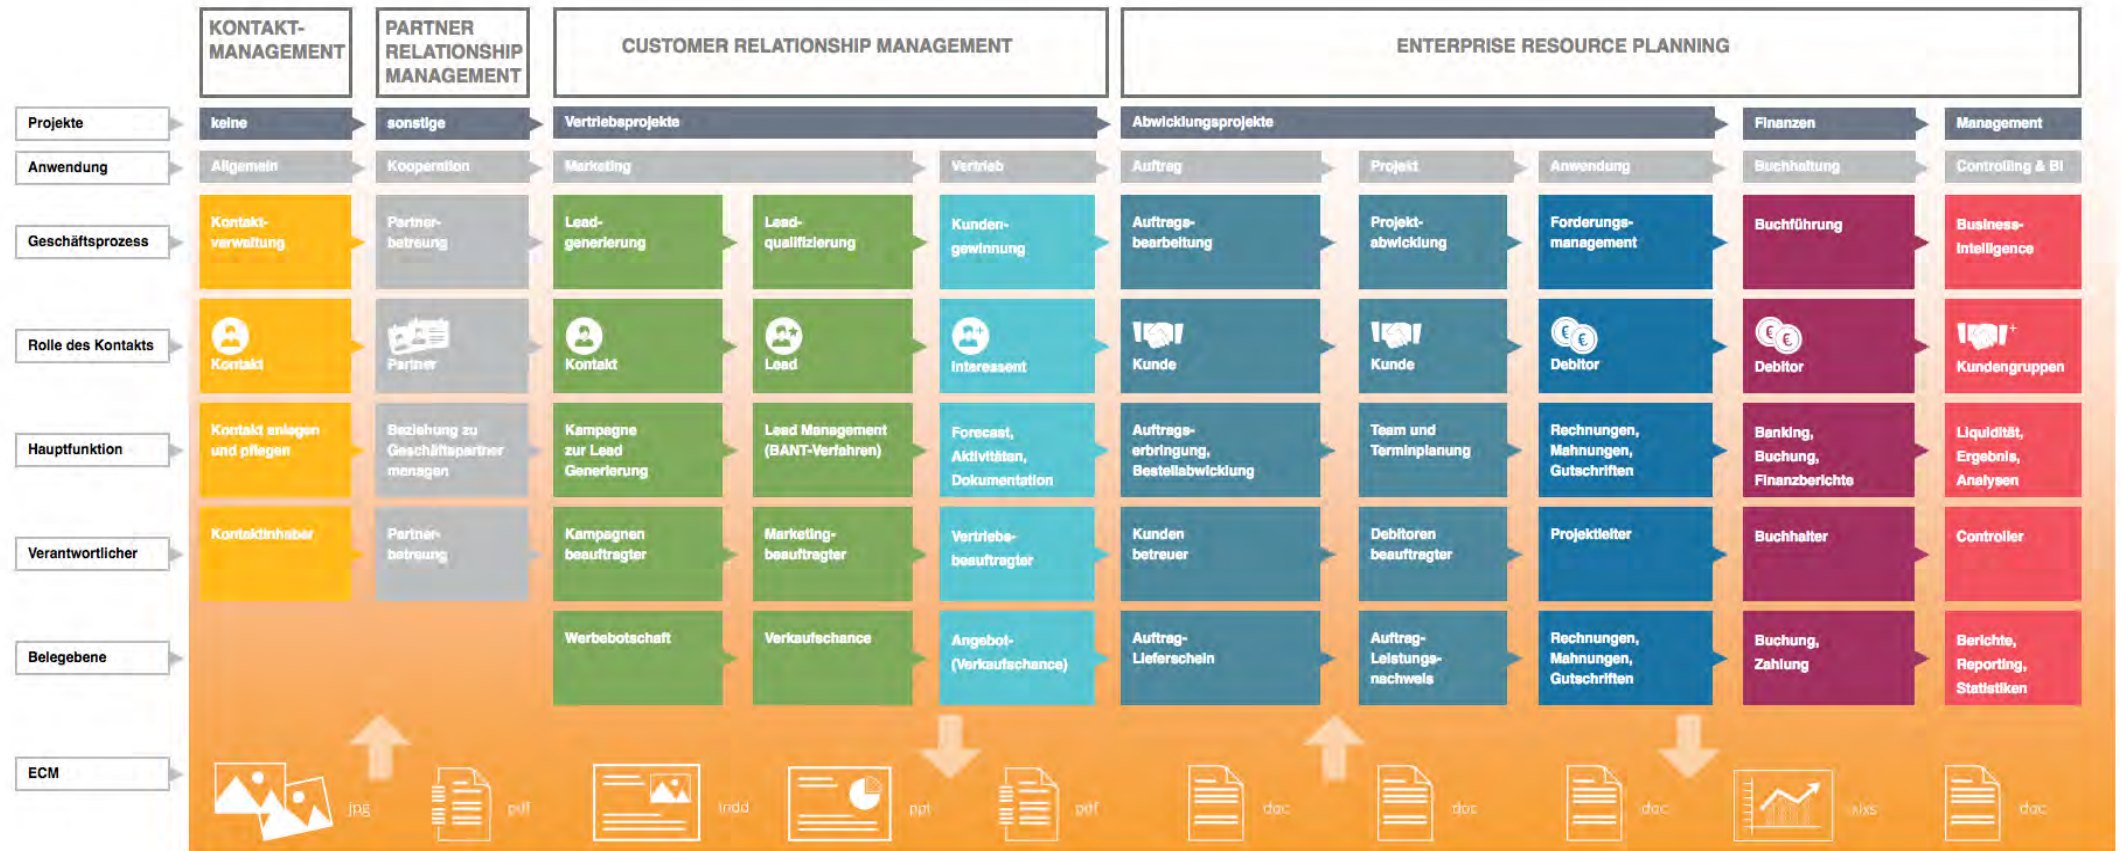 KONTAKT-
MANAGEMENT
PARTNER
RELATIONSHIP
MANAGEMENT
CUSTOMER RELATIONSHIP MANAGEMENT
ENTERPRISE RESOURCE PLANNING
Projekte
keine
sonstige
Vertriebsprojekte
Abwicklungsprojekte
Finanzen
Management
Anwendung
Allgemein
Kooperation
Marketing
Vertrieb
Auftrag
Projekt
Anwendung
Buchhaltung
Controlling & BI
Geschäftsprozess
Kontakt-
verwaltung
Partner-
betreung
Lead-
generierung
Lead-
qualifizierung
Kunden-
gewinnung
Auftrags-
bearbeitung
Projekt-
abwicklung
Forderungs-
management
Buchführung
Business-
Intelligence
Rolle des Kontakts
Kontakt
Partner
Kontakt
Lead
Interessent
Kunde
Kunde
Debitor
Debitor
Kundengruppen
Hauptfunktion
Kontakt anlegen
und pflegen
Beziehung zu
Geschäftspartner
managen
Kampagne
zur Lead
Generierung
Lead Management
(BANT-Verfahren)
Forecast,
Aktivitäten,
Dokumentation
Auftrags-
erbringung,
Bestellabwicklung
Team und
Terminplanung
Rechnungen,
Mahnungen,
Gutschriften
Banking,
Buchung,
Finanzberichte
Liquidität,
Ergebnis,
Analysen
Verantwortlicher
Kontaktinhaber
Partner-
betreung
Kampagnen
beauftragter
Marketing-
beauftragter
Vertriebs-
beauftragter
Kunden
betreuer
Debitoren
beauftragter
Projektleiter
Buchhalter
Controller
Belegebene
Werbebotschaft
Verkaufschance
Angebot-
(Verkaufschance)
Auftrag-
Lieferschein
Auftrag-
Leistungs-
nachweis
Rechnungen,
Mahnungen,
Gutschriften
Buchung,
Zahlung
Berichte,
Reporting,
Statistiken
ECM
jpg
pdf
indd
ppt
pdf
doc
doc
doc
xlxs
doc